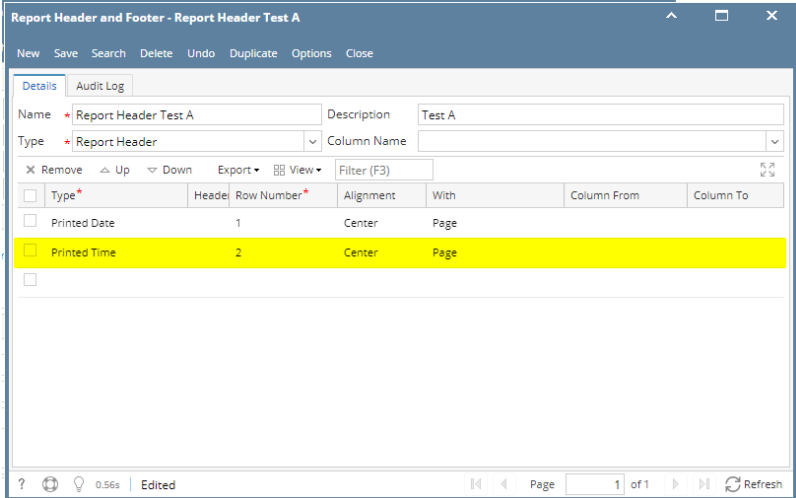 Report Header and Footer - Report Header Test A
New Save Search Delete Undo Duplicate Options Close
Details Audit Log
Name * Report Header Test A Description Test A
Type * Report Header Column Name
Remove Up Down Export View Filter (F3)
Type* Header Row Number* Alignment With Column From Column To
Printed Date 1 Center Page
Printed Time 2 Center Page
? 0.56s Edited Page 1 of 1 Refresh